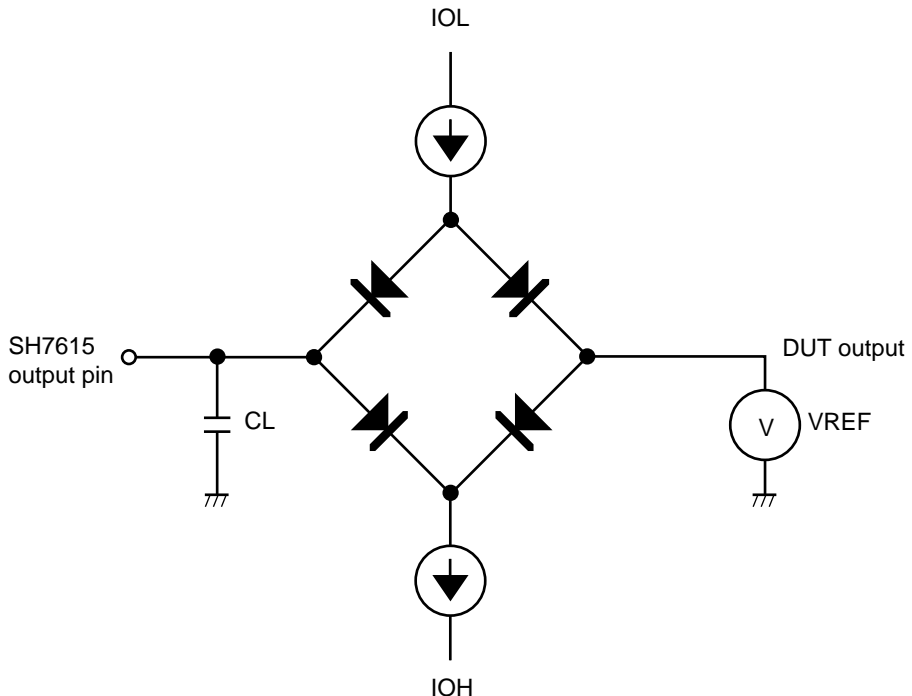 IOL
SH7615
output pin
CL
DUT output
V
VREF
IOH